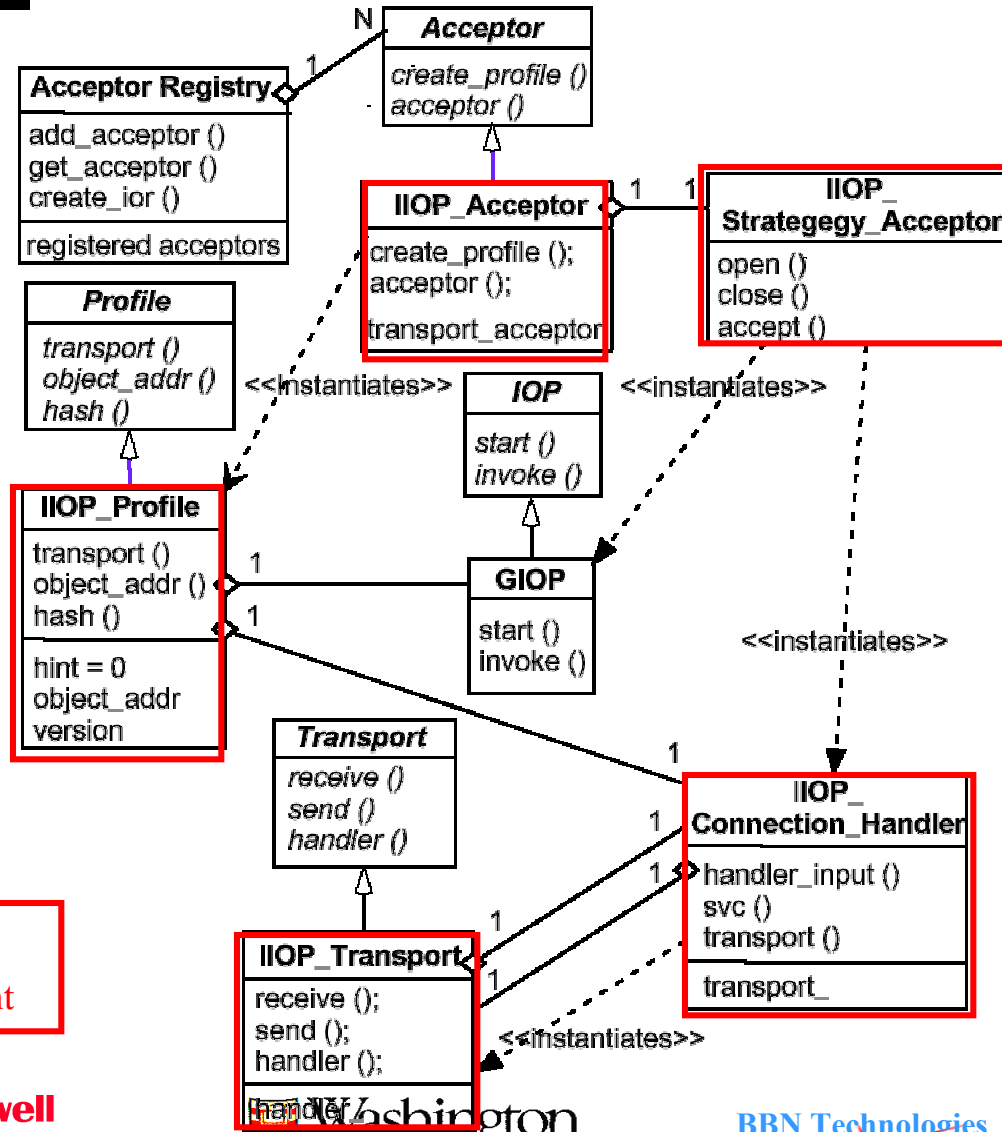 N
Acceptor
create_profile ()
acceptor ()
1
Acceptor Registry
add_acceptor ()
get_acceptor ()
create_ior ()
registered acceptors
IIOP_Acceptor
create_profile ();
acceptor ();
transport_acceptor
1
1
IIOP_
Strategegy_Acceptor
open ()
close ()
accept ()
Profile
transport ()
object_addr ()
hash ()
<<instantiates>>
IOP
start ()
invoke ()
<<instantiates>>
IIOP_Profile
transport ()
object_addr ()
hash ()
hint = 0
object_addr
version
1
1
GIOP
start ()
invoke ()
<<instantiates>>
Transport
receive ()
send ()
handler ()
1
IIOP_
Connection_Handler
handler_input ()
svc ()
transport ()
transport_
1
1
1
1
IIOP_Transport
receive ();
send ();
handler ();
handler_
<<instantiates>>
Washington
BBN Technologies